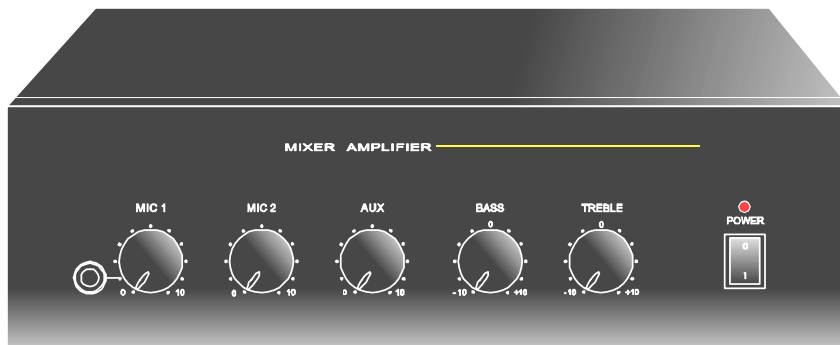 MIXER AMPLIFIER
MIC 1 MIC 2 AUX BASS TREBLE
0 0
POWER
0
1
0 10 0 10 0 10 -10 +10 -10 +10